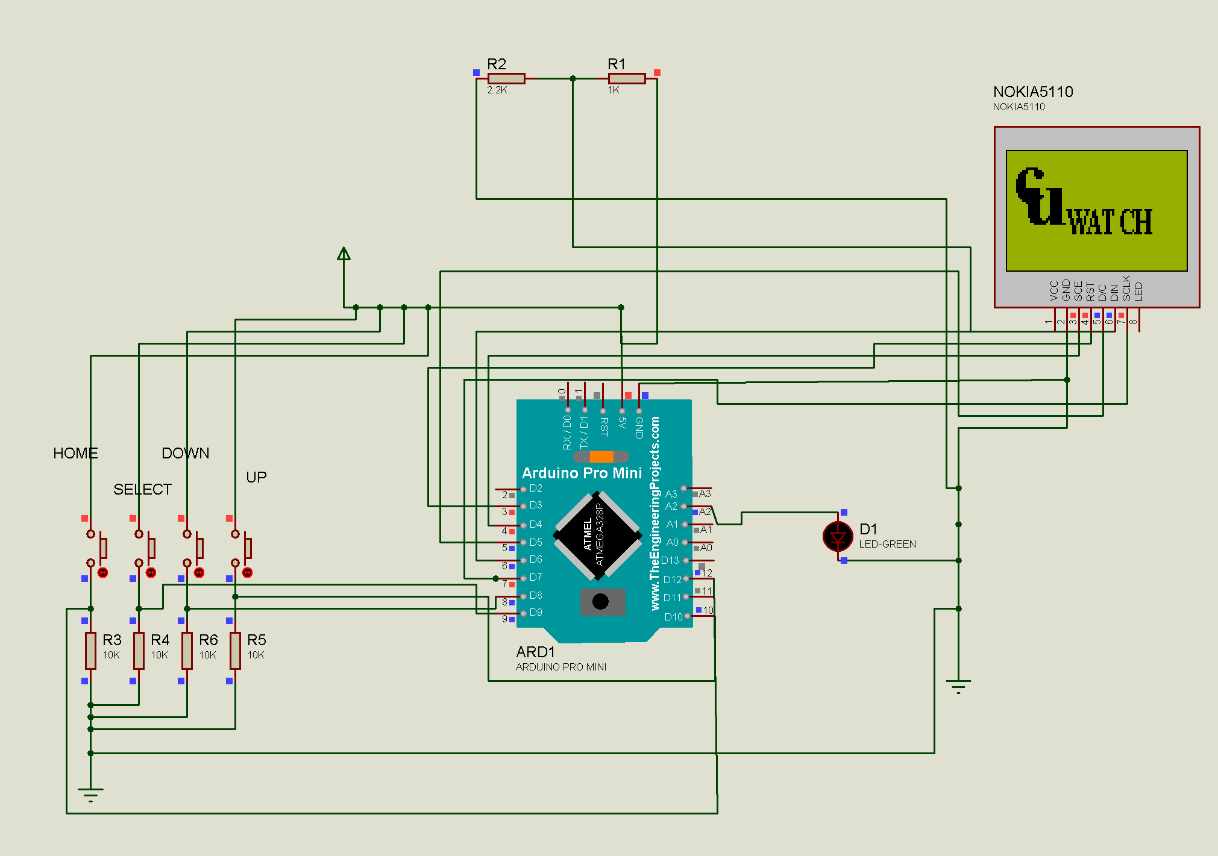 R2
2.2K
R1
1K
NOKIA5110
NOKIA5110
CU WATCH
VCC
GND
SCE
RST
D/C
DIN
SCLK
LED
1
2
3
4
5
6
7
8
0
1
RX / D0
TX / D1
RST
5V
GND
Arduino Pro Mini
www.TheEngineeringProjects.com
ATMEL
ATMEGA328P
2
D2
3
D3
4
D4
5
D5
6
D6
7
D7
8
D8
9
D9
A3
A3
A2
A2
A1
A1
A0
A0
D13
D12
12
D11
11
D10
10
ARD1
ARDUINO PRO MINI
D1
LED-GREEN
HOME
DOWN
SELECT
UP
R3
10K
R4
10K
R6
10K
R5
10K